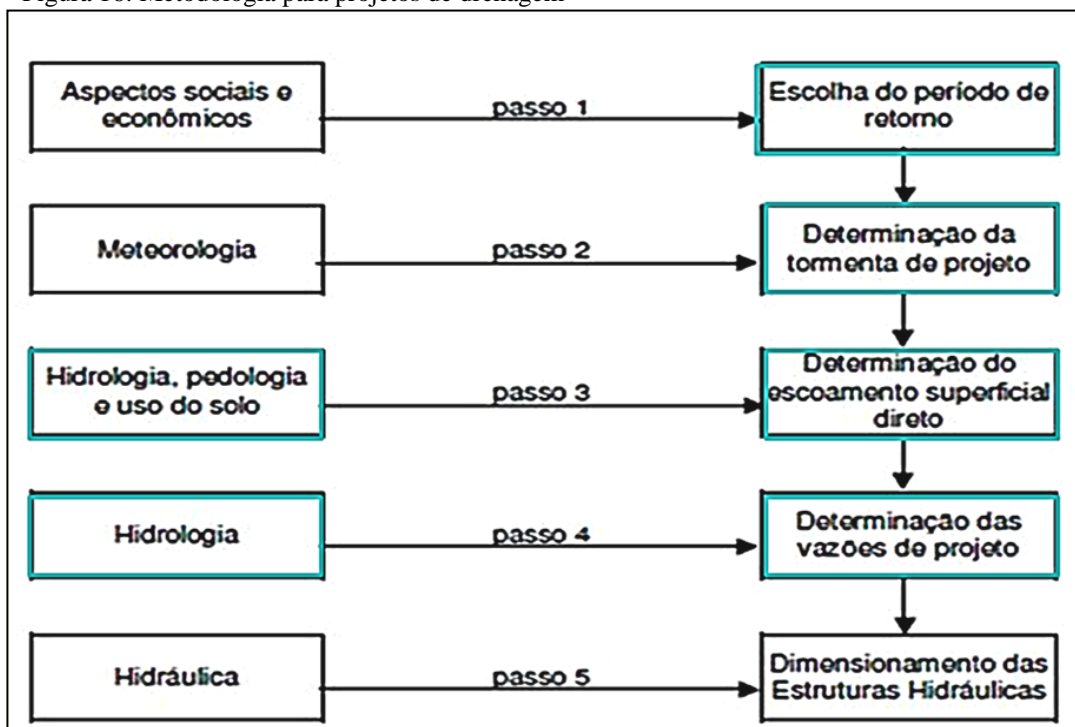 Figura 16: Metodologia para projetos de drenagem
Aspectos sociais e
econômicos
passo 1
Escolha do período de
retorno
Meteorologia
passo 2
Determinação da
tormenta de projeto
Hidrologia, pedologia
e uso do solo
passo 3
Determinação do
escoamento superficial
direto
Hidrologia
passo 4
Determinação das
vazões de projeto
Hidráulica
passo 5
Dimensionamento das
Estruturas Hidráulicas